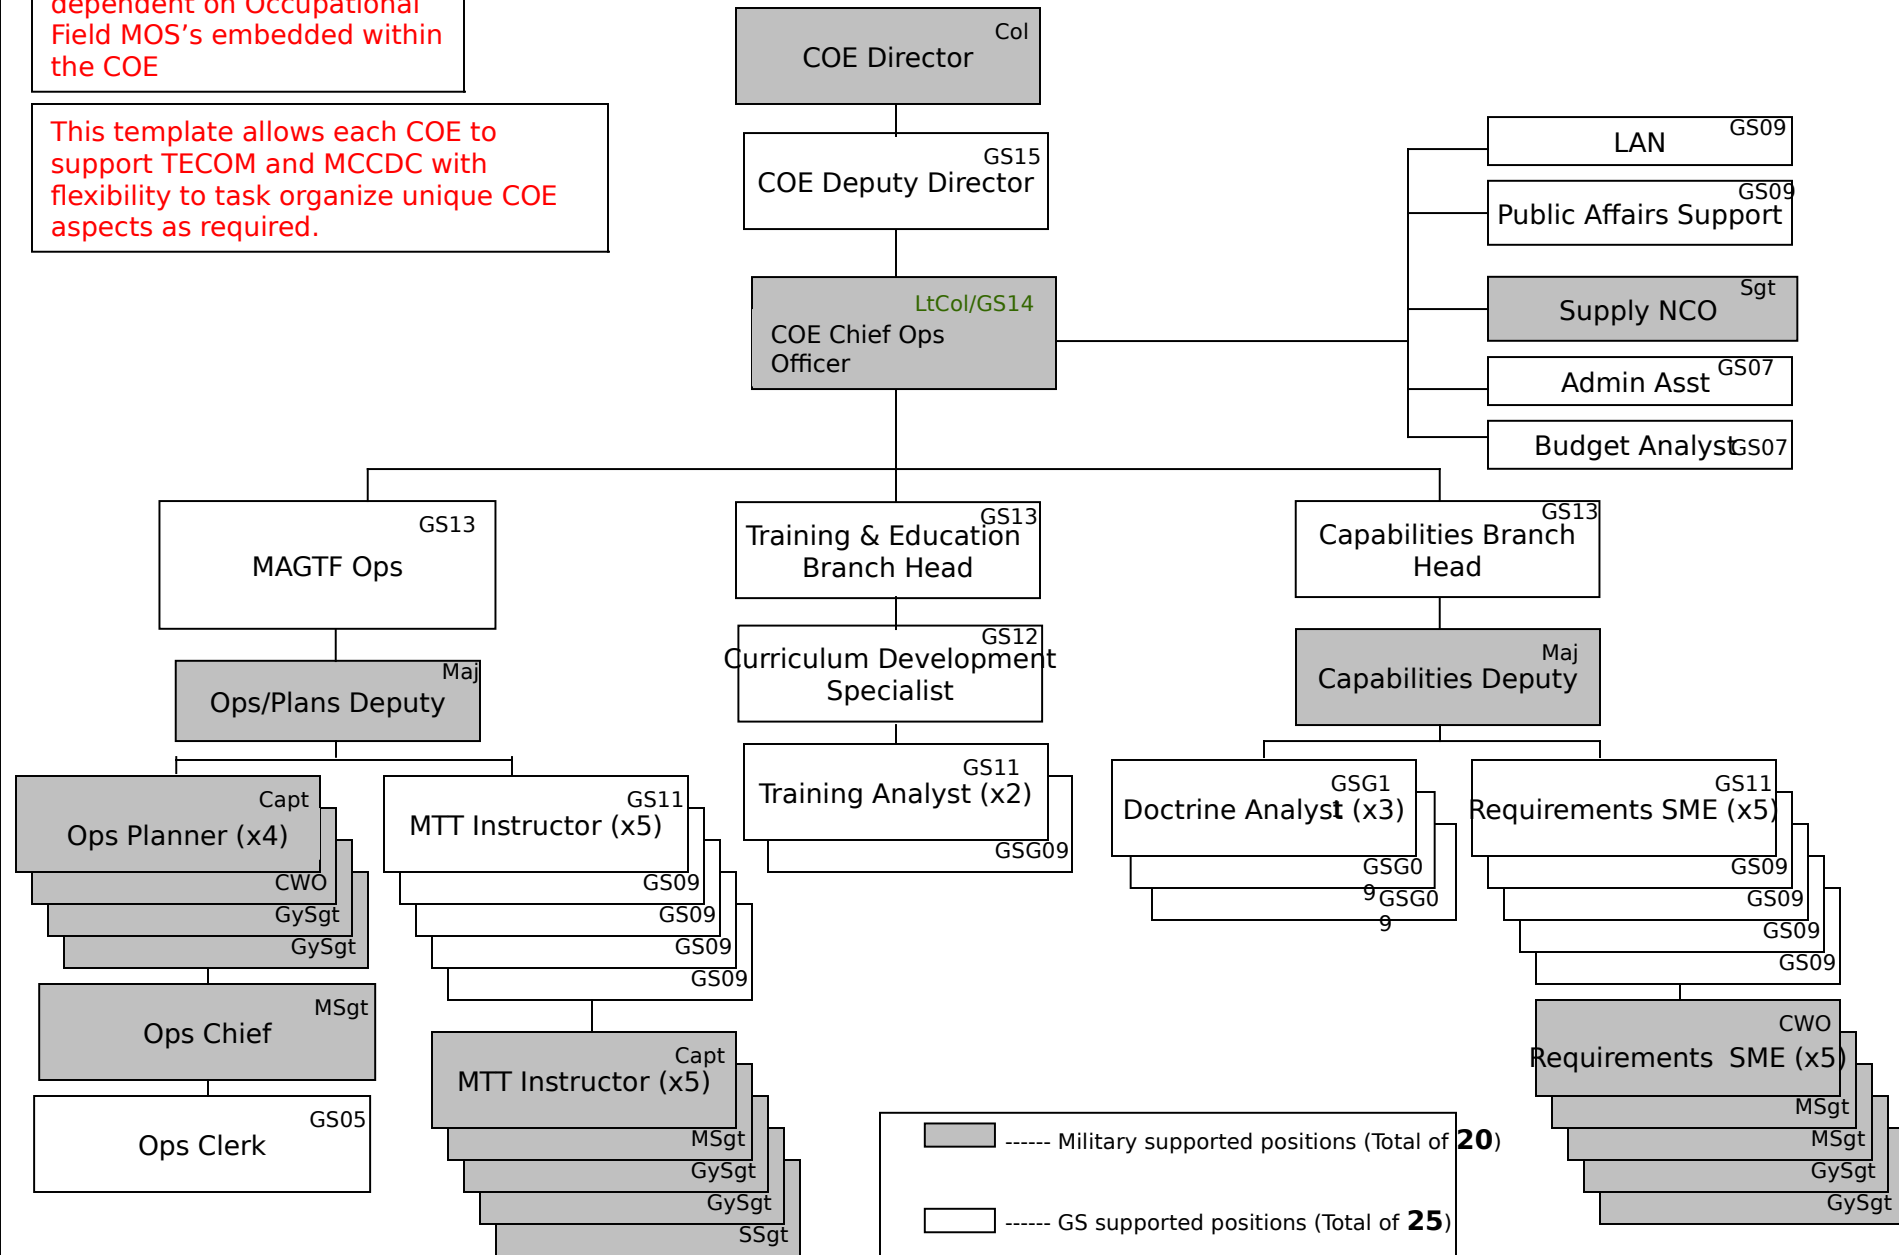 dependent on Occupational
Field MOS’s embedded within
the COE
This template allows each COE to
support TECOM and MCCDC with
flexibility to task organize unique COE
aspects as required.
Col
COE Director
GS15
COE Deputy Director
LtCol/GS14
COE Chief Ops
Officer
GS09
LAN
GS09
Public Affairs Support
Sgt
Supply NCO
GS07
Admin Asst
Budget Analyst
GS07
GS13
MAGTF Ops
GS13
Training & Education
Branch Head
GS13
Capabilities Branch
Head
Maj
Ops/Plans Deputy
GS12
Curriculum Development
Specialist
Maj
Capabilities Deputy
Capt
Ops Planner (x4)
CWO
GySgt
GySgt
GS11
MTT Instructor (x5)
GS09
GS09
GS09
GS09
GS11
Training Analyst (x2)
GSG09
GSG1
1
Doctrine Analyst (x3)
GSG0
9
GSG0
9
GS11
Requirements SME (x5)
GS09
GS09
GS09
GS09
MSgt
Ops Chief
GS05
Ops Clerk
Capt
MTT Instructor (x5)
MSgt
GySgt
GySgt
SSgt
CWO
Requirements  SME (x5)
MSgt
MSgt
GySgt
GySgt
------ Military supported positions (Total of 20)
------ GS supported positions (Total of 25)